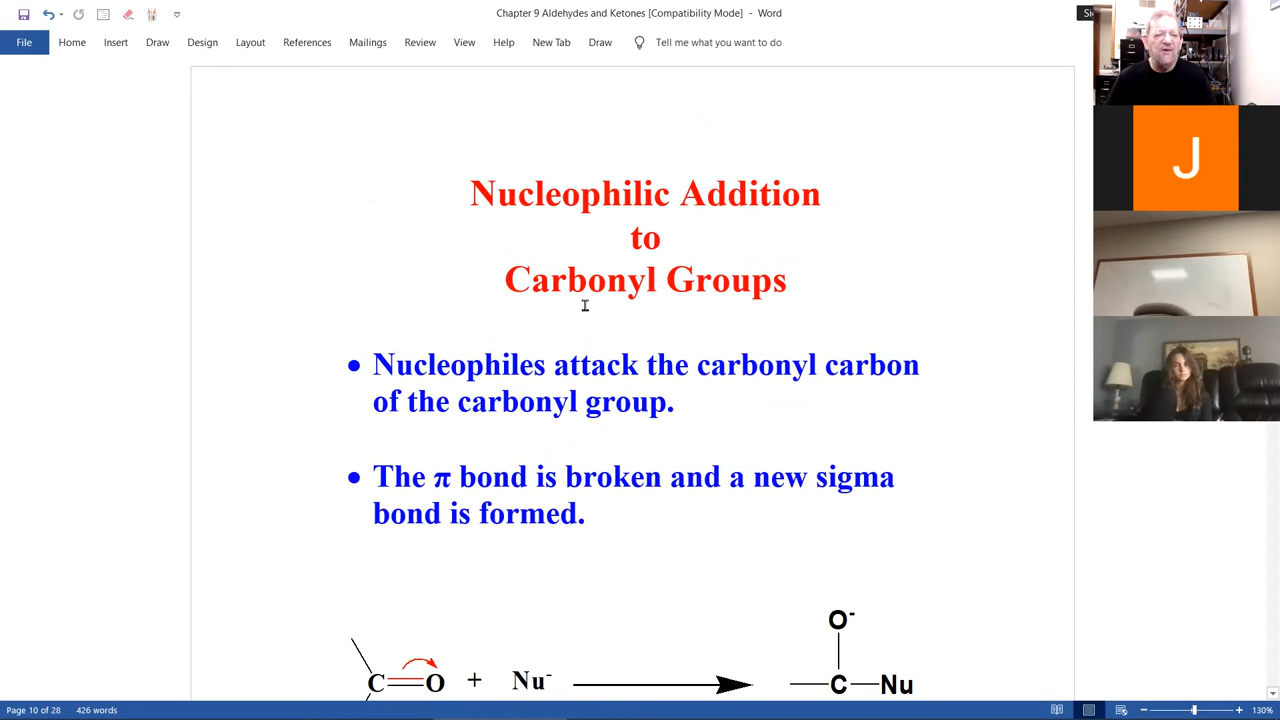 Chapter 9 Aldehydes and Ketones [Compatibility Mode] - Word
File Home Insert Draw Design Layout References Mailings Review View Help New Tab Draw Tell me what you want to do
J
Nucleophilic Addition
to
Carbonyl Groups
• Nucleophiles attack the carbonyl carbon
of the carbonyl group.
• The π bond is broken and a new sigma
bond is formed.
O-
C=O + Nu- C—Nu
Page 10 of 28 426 words 130%